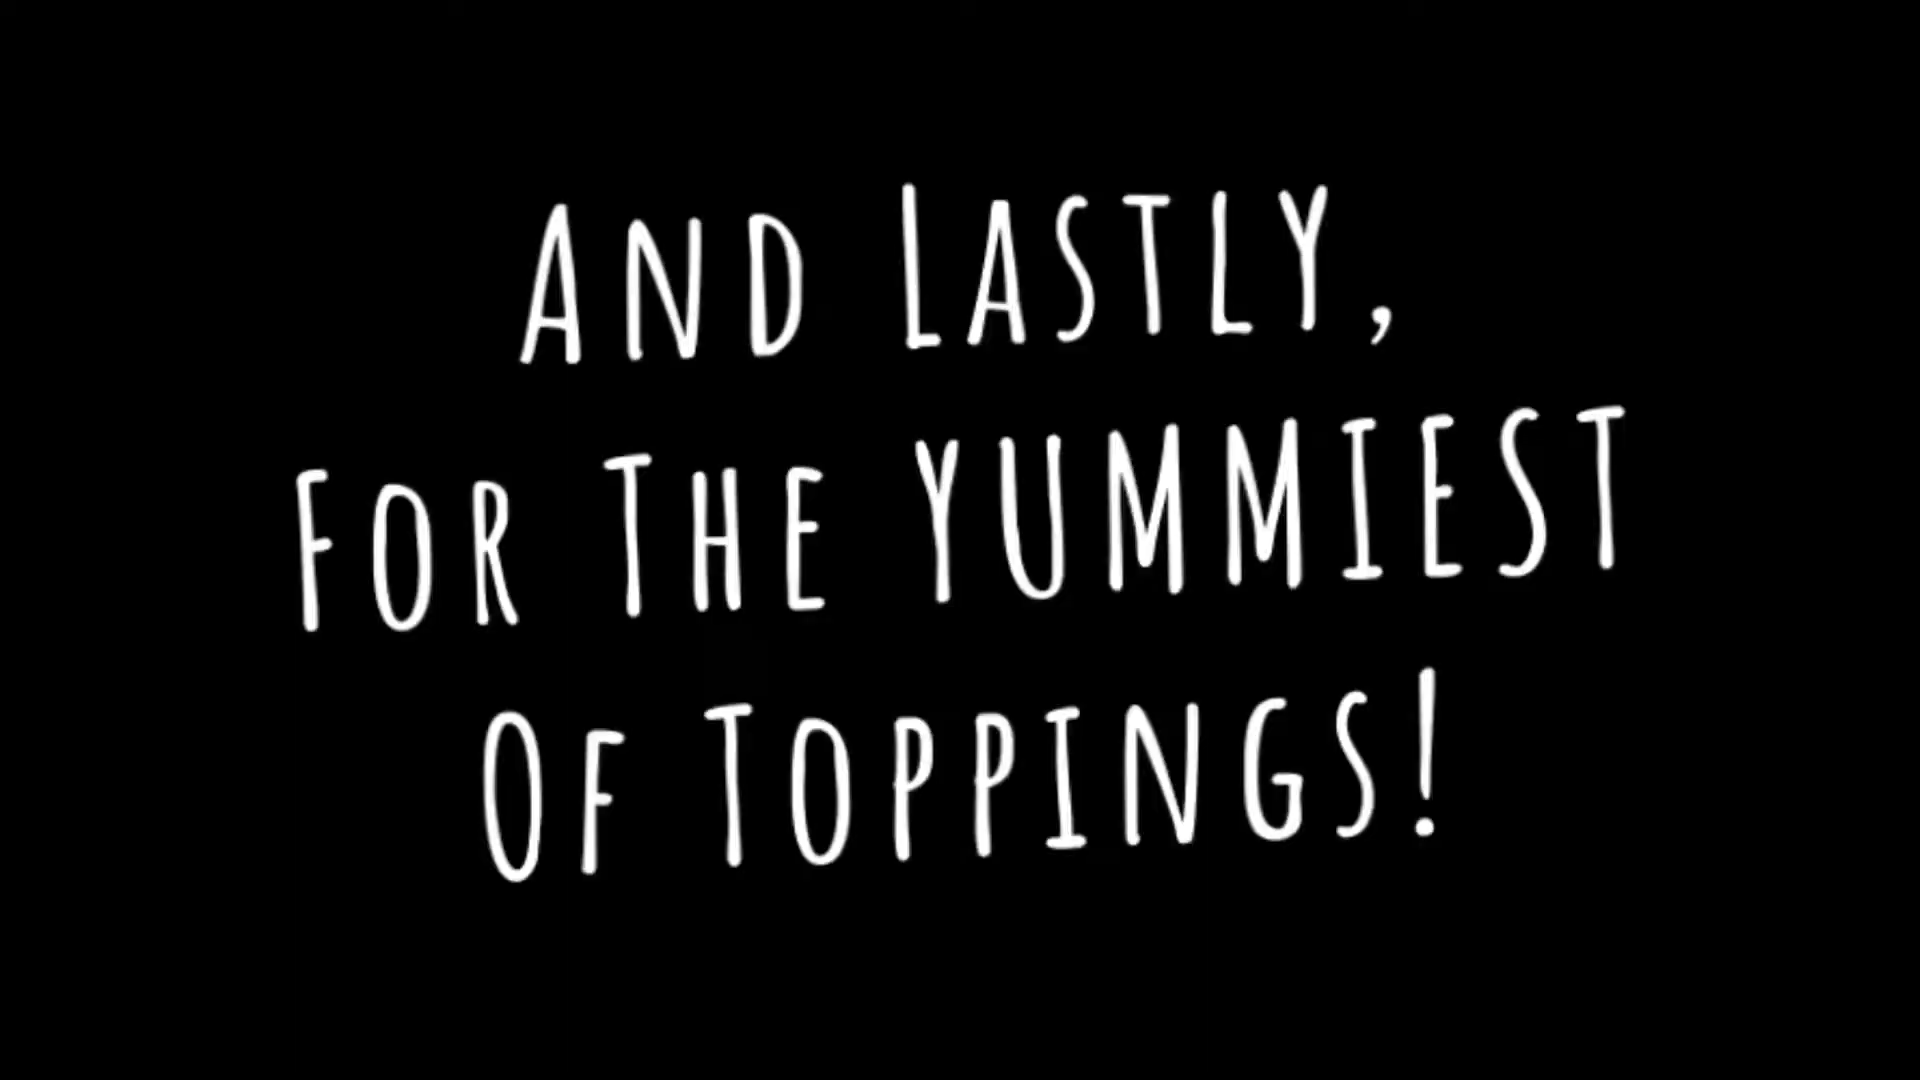 And Lastly,
For The YUMMIEST
Of Toppings!